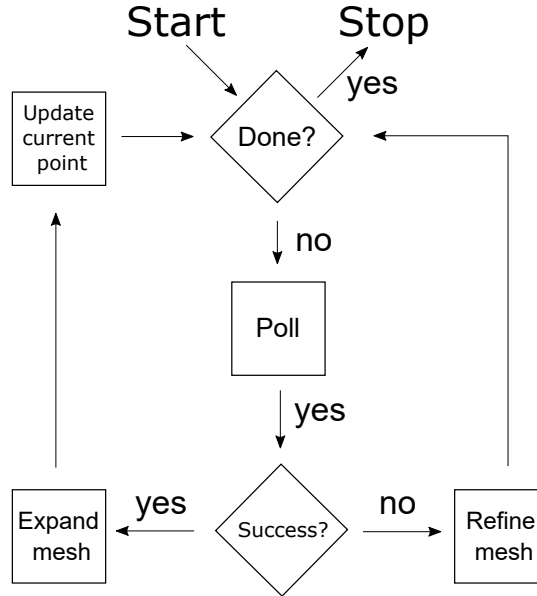 Start
Stop
yes
Update
current
point
Done?
no
Poll
yes
yes
no
Expand
mesh
Success?
Refine
mesh